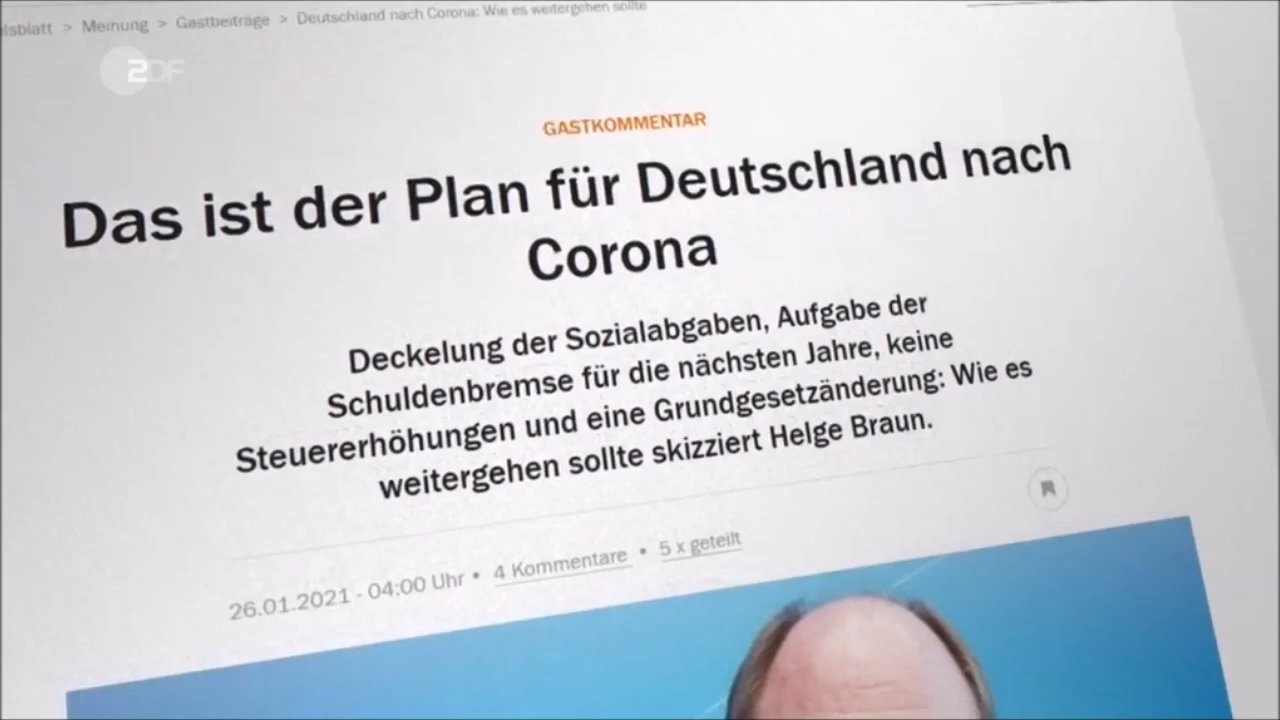 elsblatt > Meinung > Gastbeiträge > Deutschland nach Corona: Wie es weitergehen sollte
ZDF
GASTKOMMENTAR
Das ist der Plan für Deutschland nach
Corona
Deckelung der Sozialabgaben, Aufgabe der
Schuldenbremse für die nächsten Jahre, keine
Steuererhöhungen und eine Grundgesetzänderung: Wie es
weitergehen sollte skizziert Helge Braun.
26.01.2021 - 04:00 Uhr • 4 Kommentare • 5 x geteilt